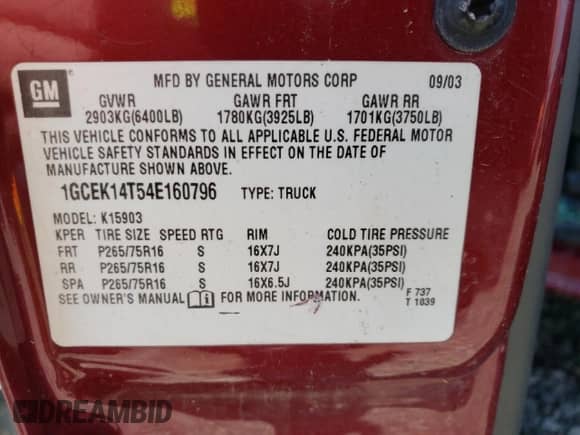 GM
MFD BY GENERAL MOTORS CORP 09/03
GVWR GAWR FRT GAWR RR
2903KG(6400LB) 1780KG(3925LB) 1701KG(3750LB)
THIS VEHICLE CONFORMS TO ALL APPLICABLE U.S. FEDERAL MOTOR
VEHICLE SAFETY STANDARDS IN EFFECT ON THE DATE OF
MANUFACTURE SHOWN ABOVE.
1GCEK14T54E160796 TYPE: TRUCK
MODEL: K15903
KPER TIRE SIZE SPEED RTG RIM COLD TIRE PRESSURE
FRT P265/75R16 S 16X7J 240KPA(35PSI)
RR P265/75R16 S 16X7J 240KPA(35PSI)
SPA P265/75R16 S 16X6.5J 240KPA(35PSI)
SEE OWNER'S MANUAL FOR MORE INFORMATION. F 737
T 1039
DREAMBID